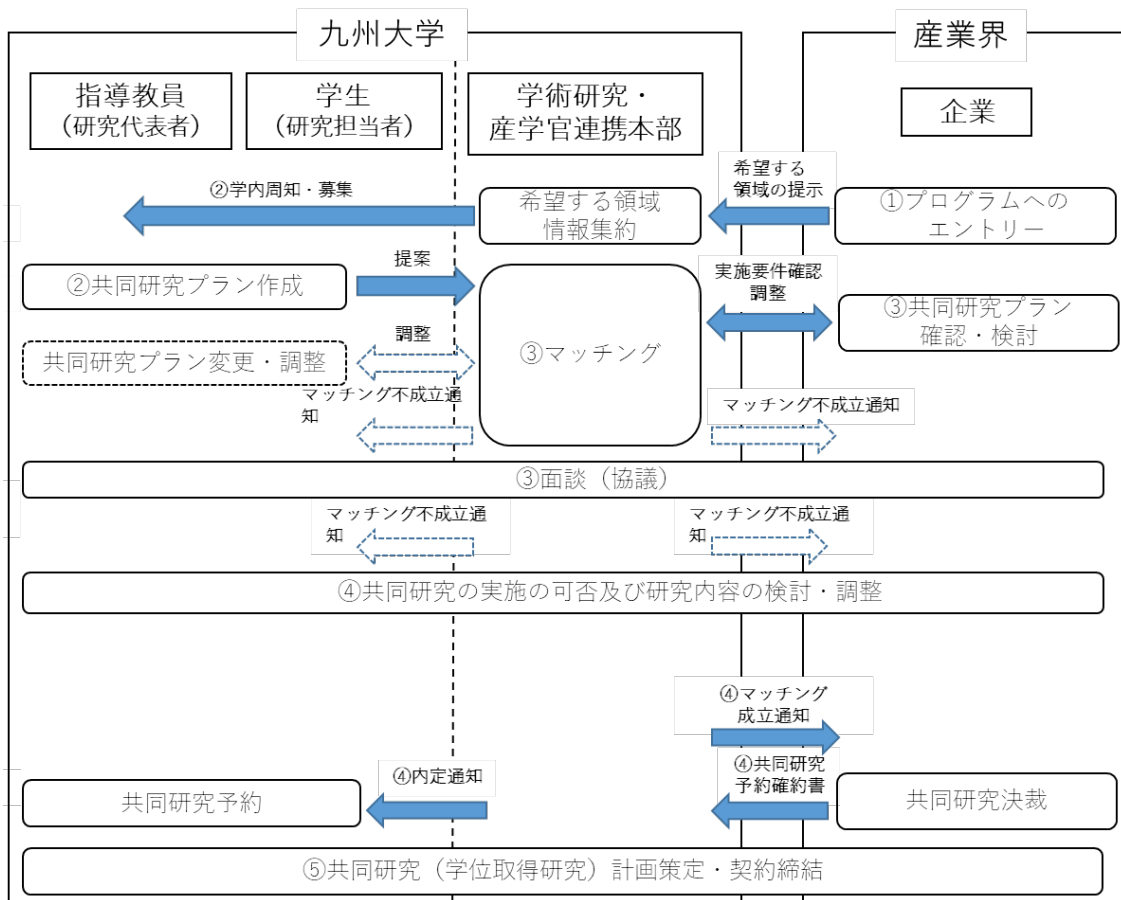 九州大学
産業界
指導教員
（研究代表者）
学生
（研究担当者）
学術研究・
産学官連携本部
企業
②学内周知・募集
希望する領域
情報集約
希望する
領域の提示
①プログラムへの
エントリー
②共同研究プラン作成
提案
③マッチング
実施要件確認
調整
③共同研究プラン
確認・検討
共同研究プラン変更・調整
調整
マッチング不成立通
知
マッチング不成立通知
③面談（協議）
マッチング不成立通
知
マッチング不成立通
知
④共同研究の実施の可否及び研究内容の検討・調整
④マッチング
成立通知
共同研究予約
④内定通知
④共同研究
予約確約書
共同研究決裁
⑤共同研究（学位取得研究）計画策定・契約締結